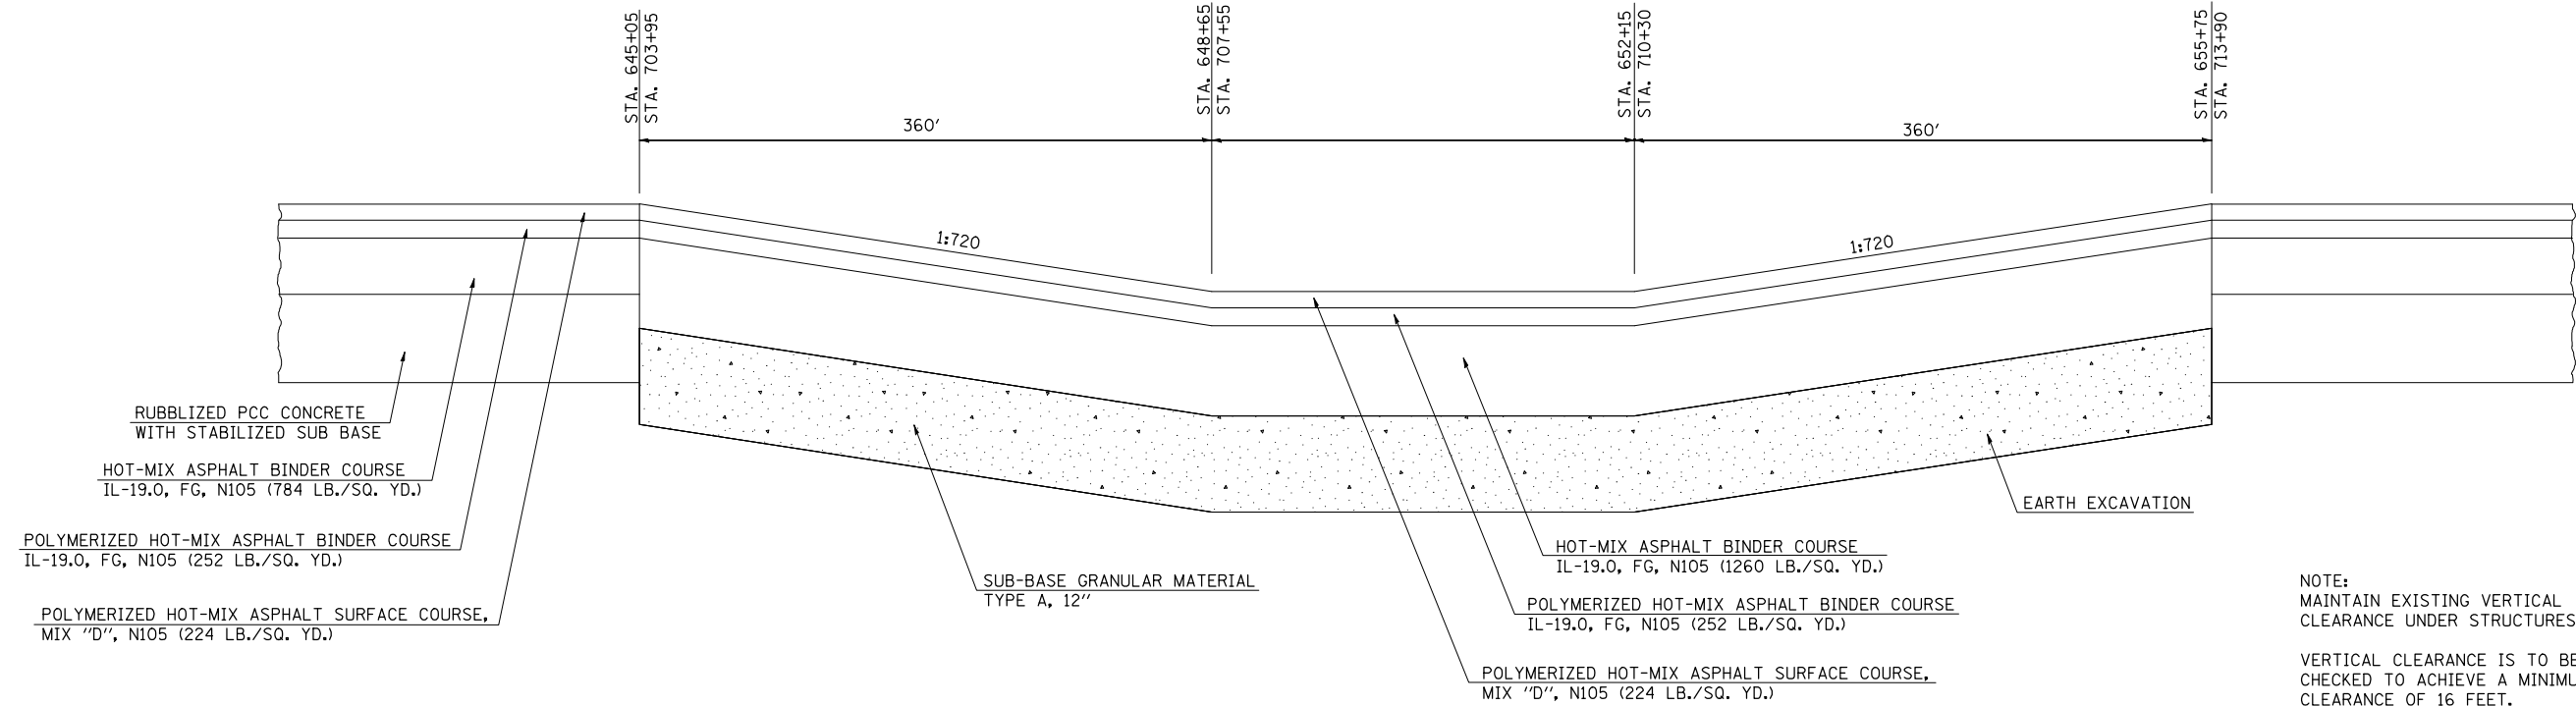 STA. 645+05
STA. 703+95
STA. 648+65
STA. 707+55
STA. 652+15
STA. 710+30
STA. 655+75
STA. 713+90
360'
360'
1:720
1:720
RUBBLIZED PCC CONCRETE
WITH STABILIZED SUB BASE
HOT-MIX ASPHALT BINDER COURSE
IL-19.0, FG, N105 (784 LB./SQ. YD.)
POLYMERIZED HOT-MIX ASPHALT BINDER COURSE
IL-19.0, FG, N105 (252 LB./SQ. YD.)
POLYMERIZED HOT-MIX ASPHALT SURFACE COURSE,
MIX "D", N105 (224 LB./SQ. YD.)
SUB-BASE GRANULAR MATERIAL
TYPE A, 12"
EARTH EXCAVATION
HOT-MIX ASPHALT BINDER COURSE
IL-19.0, FG, N105 (1260 LB./SQ. YD.)
POLYMERIZED HOT-MIX ASPHALT BINDER COURSE
IL-19.0, FG, N105 (252 LB./SQ. YD.)
POLYMERIZED HOT-MIX ASPHALT SURFACE COURSE,
MIX "D", N105 (224 LB./SQ. YD.)
NOTE:
MAINTAIN EXISTING VERTICAL
CLEARANCE UNDER STRUCTURES
VERTICAL CLEARANCE IS TO BE
CHECKED TO ACHIEVE A MINIMU
CLEARANCE OF 16 FEET.